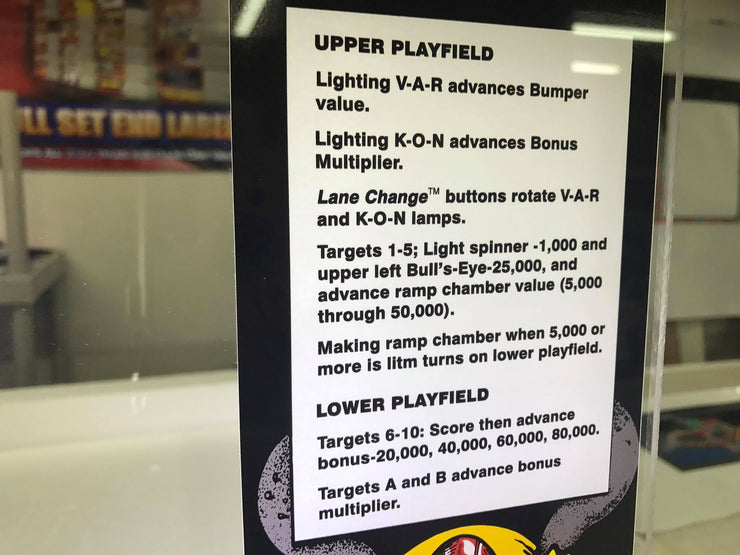 LL SET END LABE
UPPER PLAYFIELD
Lighting V-A-R advances Bumper
value.
Lighting K-O-N advances Bonus
Multiplier.
Lane Change™ buttons rotate V-A-R
and K-O-N lamps.
Targets 1-5; Light spinner -1,000 and
upper left Bull's-Eye-25,000, and
advance ramp chamber value (5,000
through 50,000).
Making ramp chamber when 5,000 or
more is litm turns on lower playfield.
LOWER PLAYFIELD
Targets 6-10: Score then advance
bonus-20,000, 40,000, 60,000, 80,000.
Targets A and B advance bonus
multiplier.